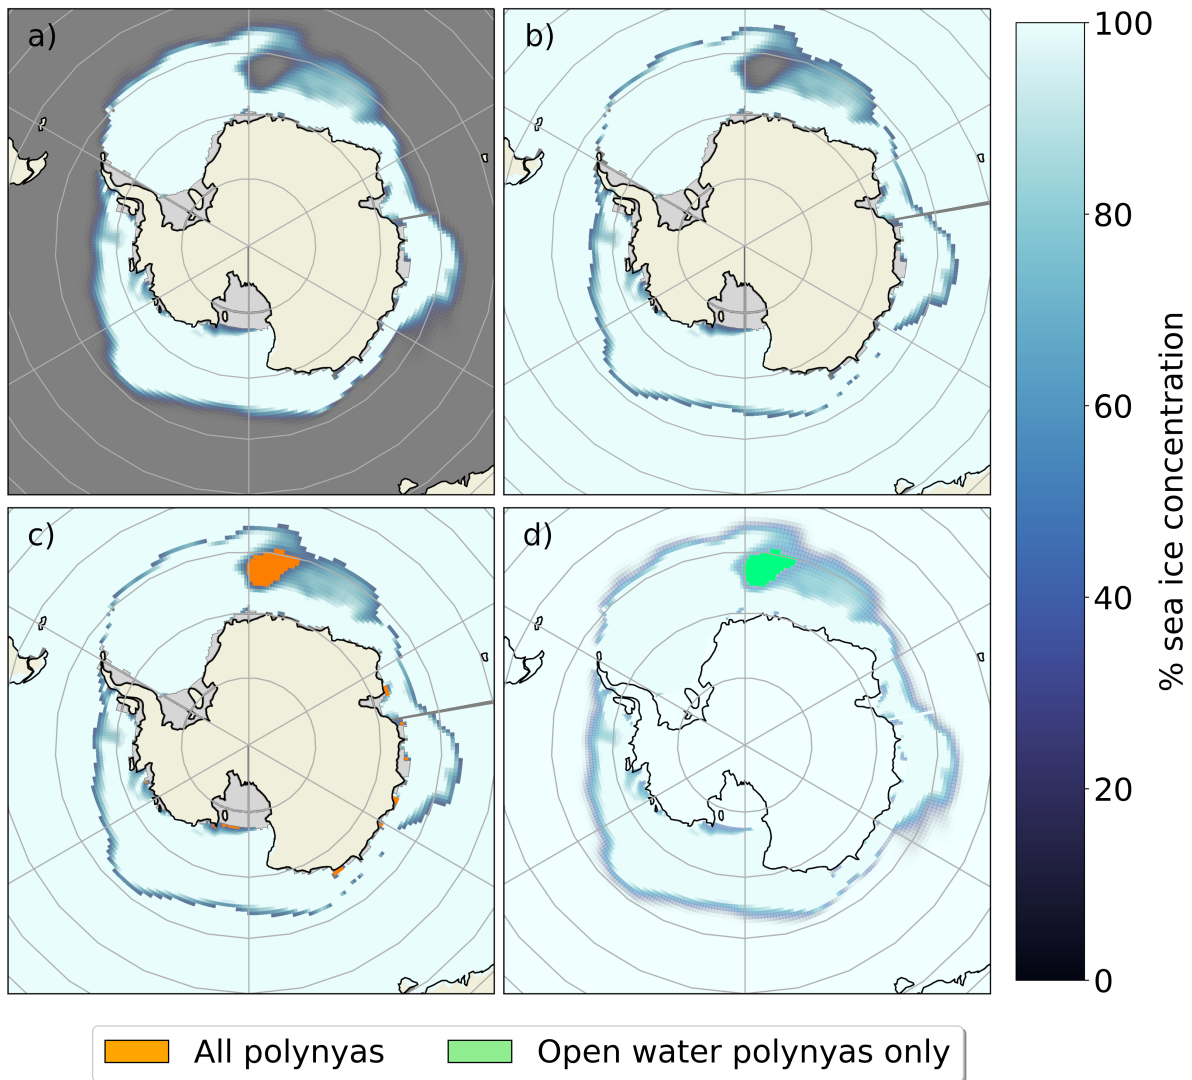 a)
b)
c)
d)
100
80
60
40
20
0
% sea ice concentration
All polynyas
Open water polynyas only